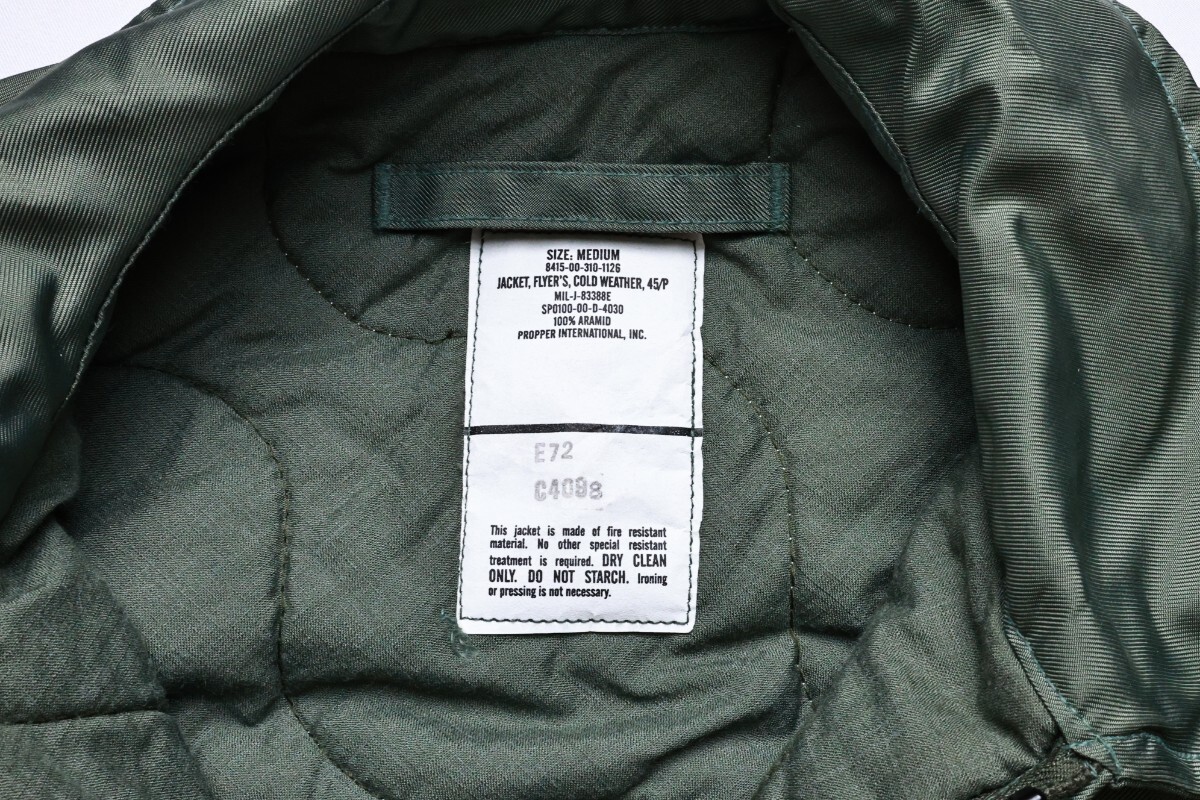 SIZE: MEDIUM
8415-00-310-1126
JACKET, FLYER'S, COLD WEATHER, 45/P
MIL-J-83388E
SP0100-00-D-4030
100% ARAMID
PROPPER INTERNATIONAL, INC.
E72
C4098
This jacket is made of fire resistant
material. No other special resistant
treatment is required. DRY CLEAN
ONLY. DO NOT STARCH. Ironing
or pressing is not necessary.